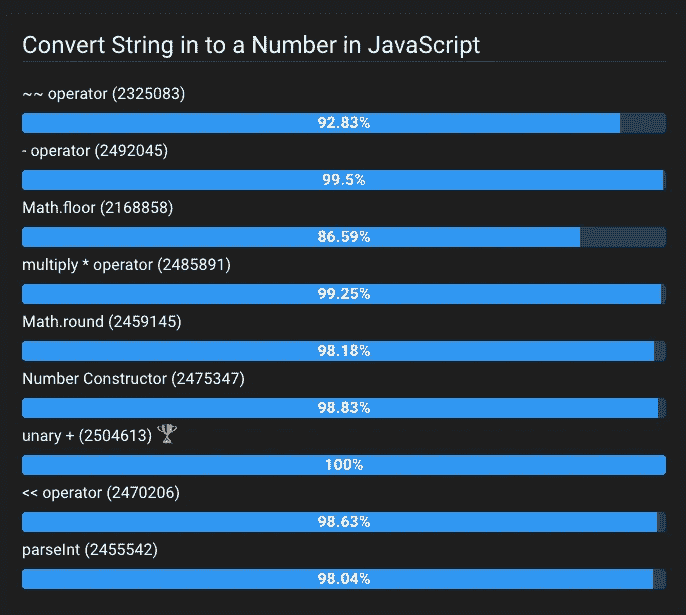 Convert String in to a Number in JavaScript
~~ operator (2325083)
92.83%
- operator (2492045)
99.5%
Math.floor (2168858)
86.59%
multiply * operator (2485891)
99.25%
Math.round (2459145)
98.18%
Number Constructor (2475347)
98.83%
unary + (2504613) 🏆
100%
<< operator (2470206)
98.63%
parseInt (2455542)
98.04%